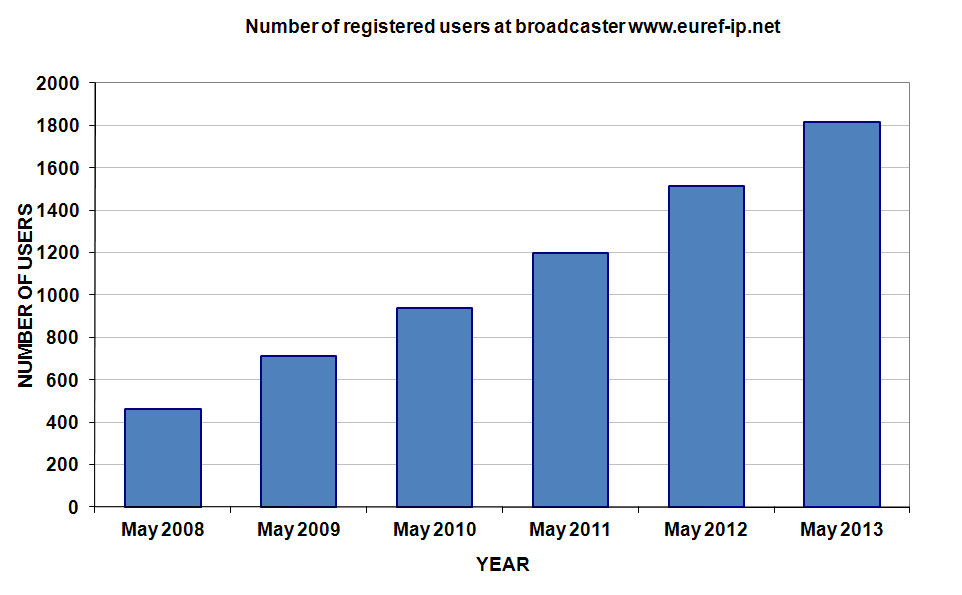 Number of registered users at broadcaster www.euref-ip.net
2000
1800
1600
1400
1200
1000
800
600
400
200
0
NUMBER OF USERS
May 2008 May 2009 May 2010 May 2011 May 2012 May 2013
YEAR